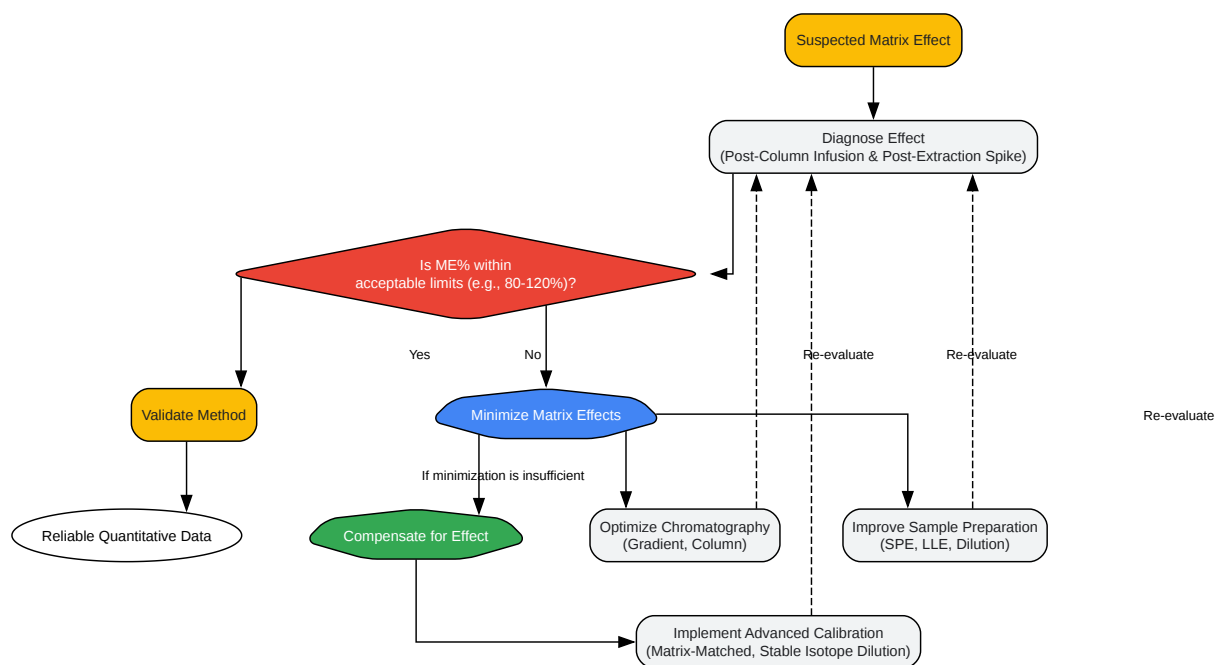 Suspected Matrix Effect
Diagnose Effect
(Post-Column Infusion & Post-Extraction Spike)
Is ME% within
acceptable limits (e.g., 80-120%)?
Yes
No
Re-evaluate
Re-evaluate
Validate Method
Minimize Matrix Effects
Re-evaluate
If minimization is insufficient
Reliable Quantitative Data
Compensate for Effect
Optimize Chromatography
(Gradient, Column)
Improve Sample Preparation
(SPE, LLE, Dilution)
Implement Advanced Calibration
(Matrix-Matched, Stable Isotope Dilution)